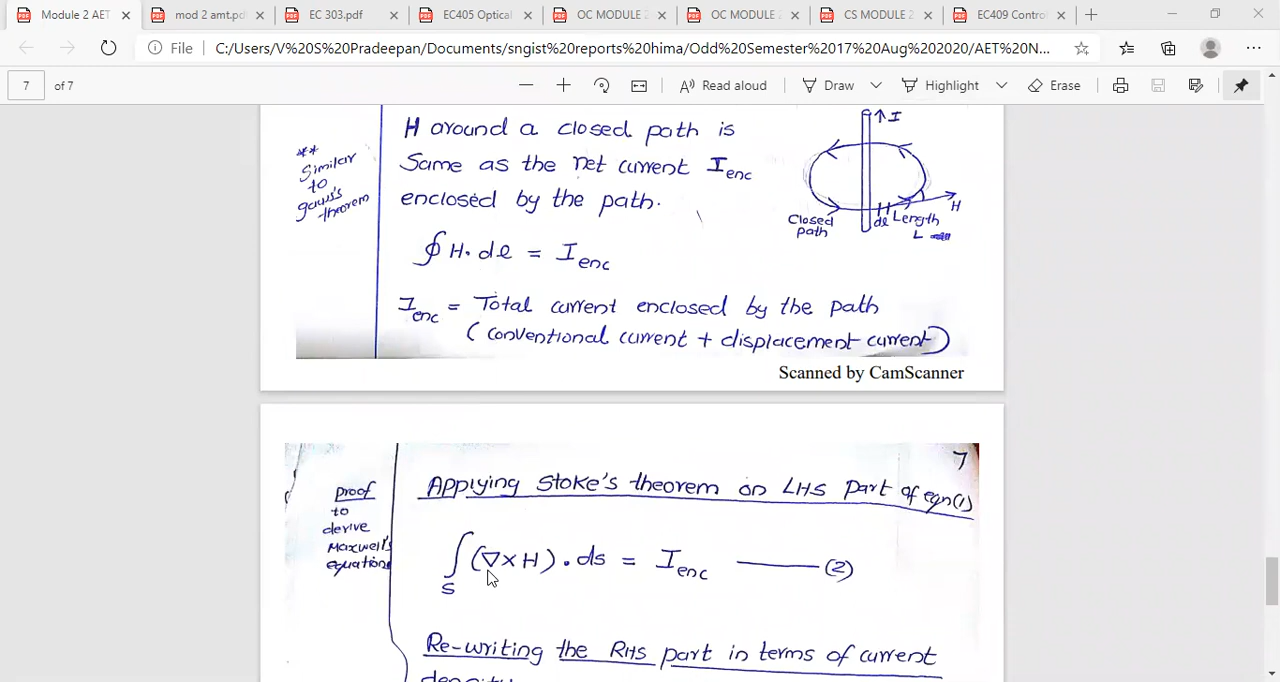 Module 2 AET
mod 2 amt.pd
EC 303.pdf
EC405 Optical
OC MODULE 2
OC MODULE
CS MODULE 2
EC409 Contro
File
C:/Users/V%20S%20Pradeepan/Documents/sngist%20reports%20hima/Odd%20Semester%2017%20Aug%202020/AET%20N...
7
of 7
Read aloud
Draw
Highlight
Erase
H around a closed path is
Same as the net current Ienc
enclosed by the path.
**
Similar
to
gauss's
theorem
↑ I
H
Closed
path
dl
Length
L
∮ H. dl = Ienc
Ienc = Total current enclosed by the path
(conventional current + displacement current)
Scanned by CamScanner
7
Applying Stoke's theorem on LHS part of eqn(1)
Proof
to
derive
Maxwell's
equations
∫S (∇×H). ds = Ienc ——— (2)
Re-writing the RHS part in terms of current
density